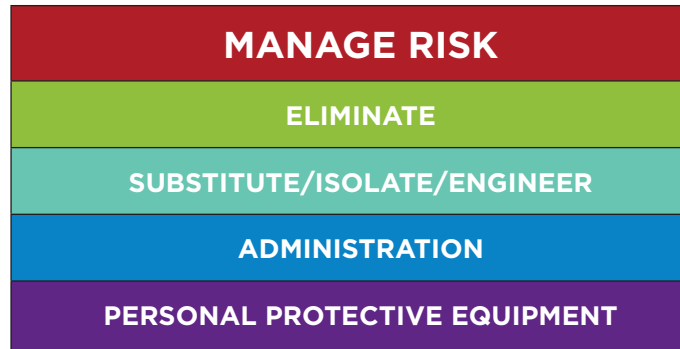 MANAGE RISK
ELIMINATE
SUBSTITUTE/ISOLATE/ENGINEER
ADMINISTRATION
PERSONAL PROTECTIVE EQUIPMENT